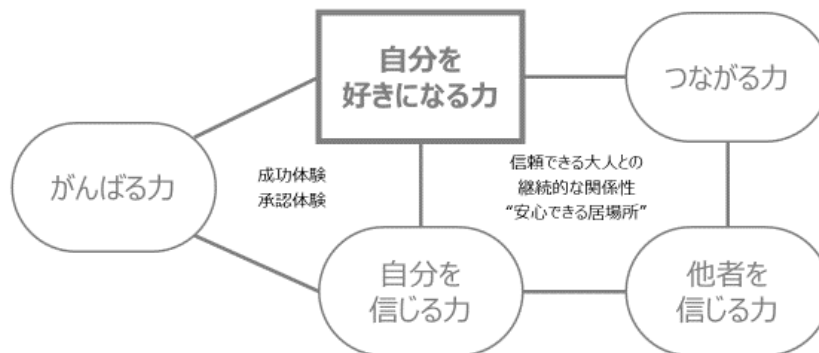 自分を
好きになる力
つながる力
がんばる力
成功体験
承認体験
信頼できる大人との
継続的な関係性
“安心できる居場所”
自分を
信じる力
他者を
信じる力